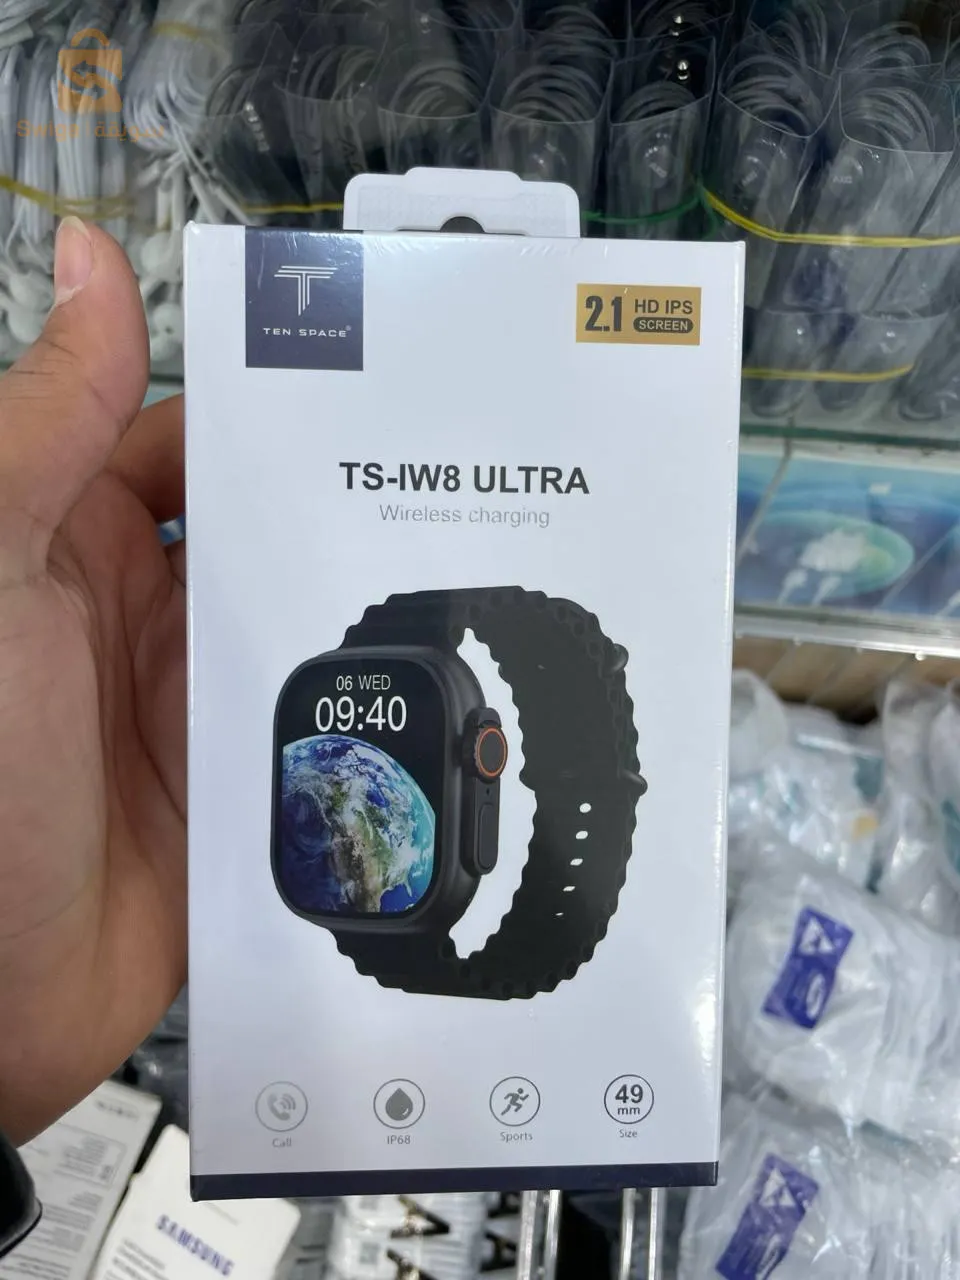 سويقة
TEN SPACE®
2.1 HD IPS
SCREEN
TS-IW8 ULTRA
Wireless charging
06 WED
09:40
49
mm
Call
IP68
Sports
Size
SAMSUNG